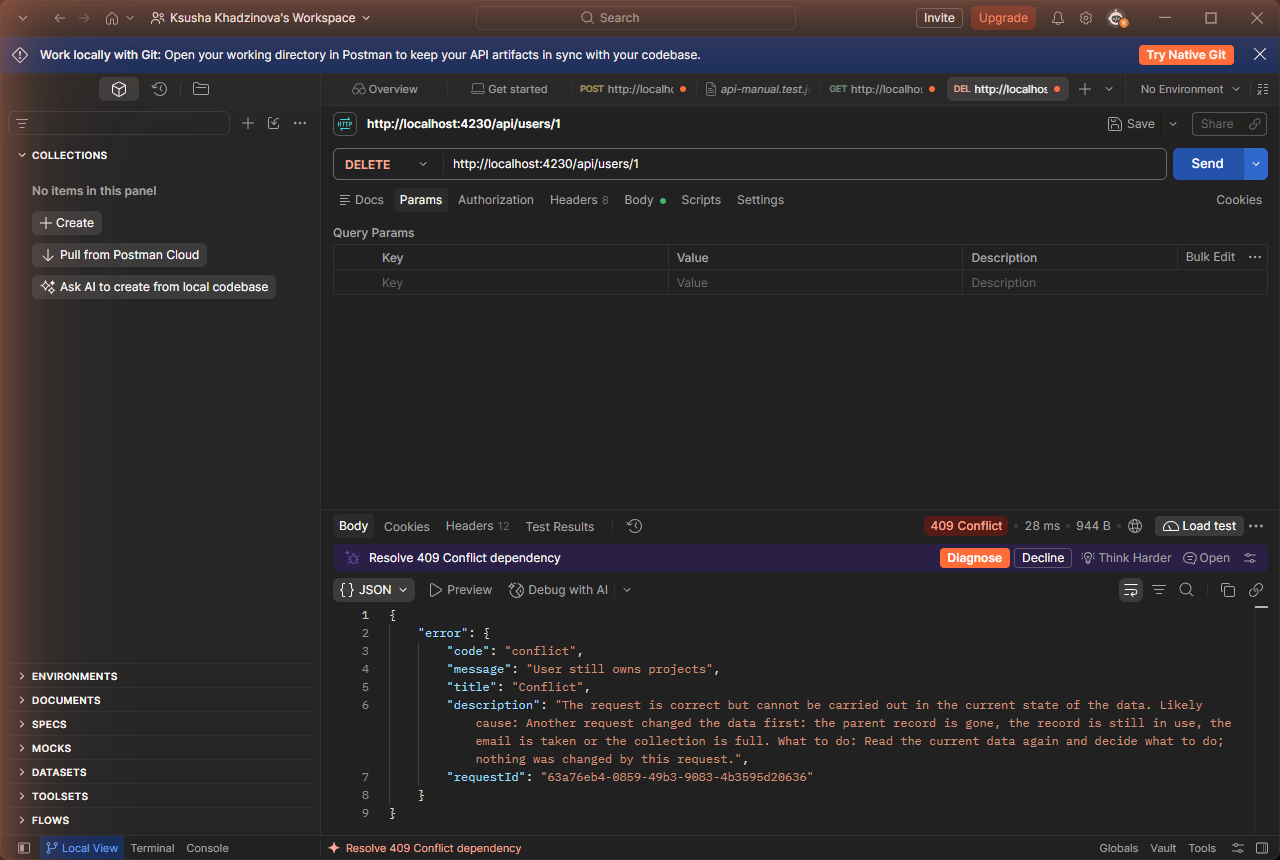 Ksusha Khadzinova's Workspace
Search
Invite
Upgrade
Work locally with Git: Open your working directory in Postman to keep your API artifacts in sync with your codebase.
Try Native Git
Overview
Get started
POST http://localh
api-manual.test.j
GET http://localho
DEL http://localhos
No Environment
COLLECTIONS
No items in this panel
Create
Pull from Postman Cloud
Ask AI to create from local codebase
ENVIRONMENTS
DOCUMENTS
SPECS
MOCKS
DATASETS
TOOLSETS
FLOWS
HTTP
http://localhost:4230/api/users/1
Save
Share
DELETE
http://localhost:4230/api/users/1
Send
Docs
Params
Authorization
Headers 8
Body
Scripts
Settings
Cookies
Query Params
Key Value Description Bulk Edit
Key Value Description
Body
Cookies
Headers 12
Test Results
409 Conflict
28 ms
944 B
Load test
Resolve 409 Conflict dependency
Diagnose
Decline
Think Harder
Open
{} JSON
Preview
Debug with AI
1 {
2 "error": {
3 "code": "conflict",
4 "message": "User still owns projects",
5 "title": "Conflict",
6 "description": "The request is correct but cannot be carried out in the current state of the data. Likely
cause: Another request changed the data first: the parent record is gone, the record is still in use, the
email is taken or the collection is full. What to do: Read the current data again and decide what to do;
nothing was changed by this request.",
7 "requestId": "63a76eb4-0859-49b3-9083-4b3595d20636"
8 }
9 }
Local View
Terminal
Console
Resolve 409 Conflict dependency
Globals
Vault
Tools